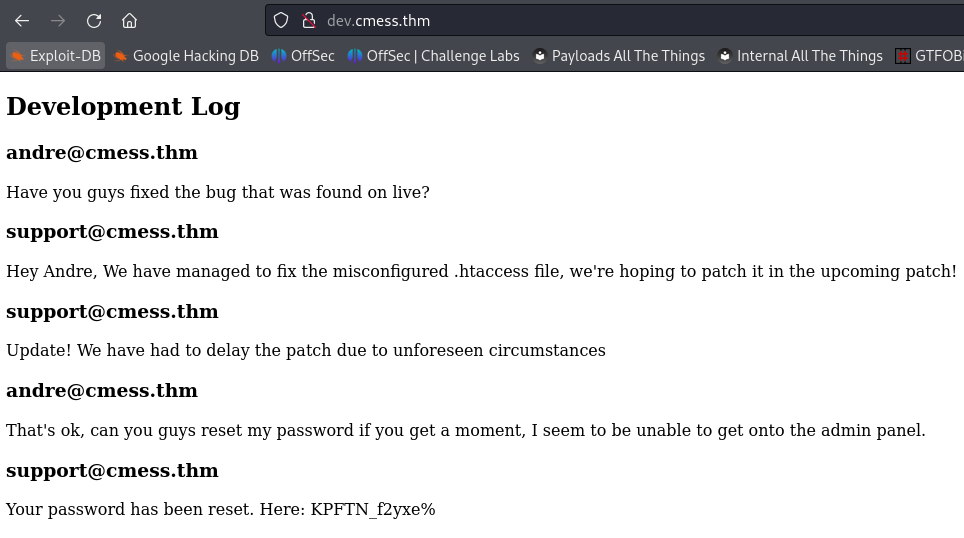 dev.cmess.thm
Exploit-DB Google Hacking DB OffSec OffSec | Challenge Labs Payloads All The Things Internal All The Things GTFOBI
Development Log
andre@cmess.thm
Have you guys fixed the bug that was found on live?
support@cmess.thm
Hey Andre, We have managed to fix the misconfigured .htaccess file, we're hoping to patch it in the upcoming patch!
support@cmess.thm
Update! We have had to delay the patch due to unforeseen circumstances
andre@cmess.thm
That's ok, can you guys reset my password if you get a moment, I seem to be unable to get onto the admin panel.
support@cmess.thm
Your password has been reset. Here: KPFTN_f2yxe%